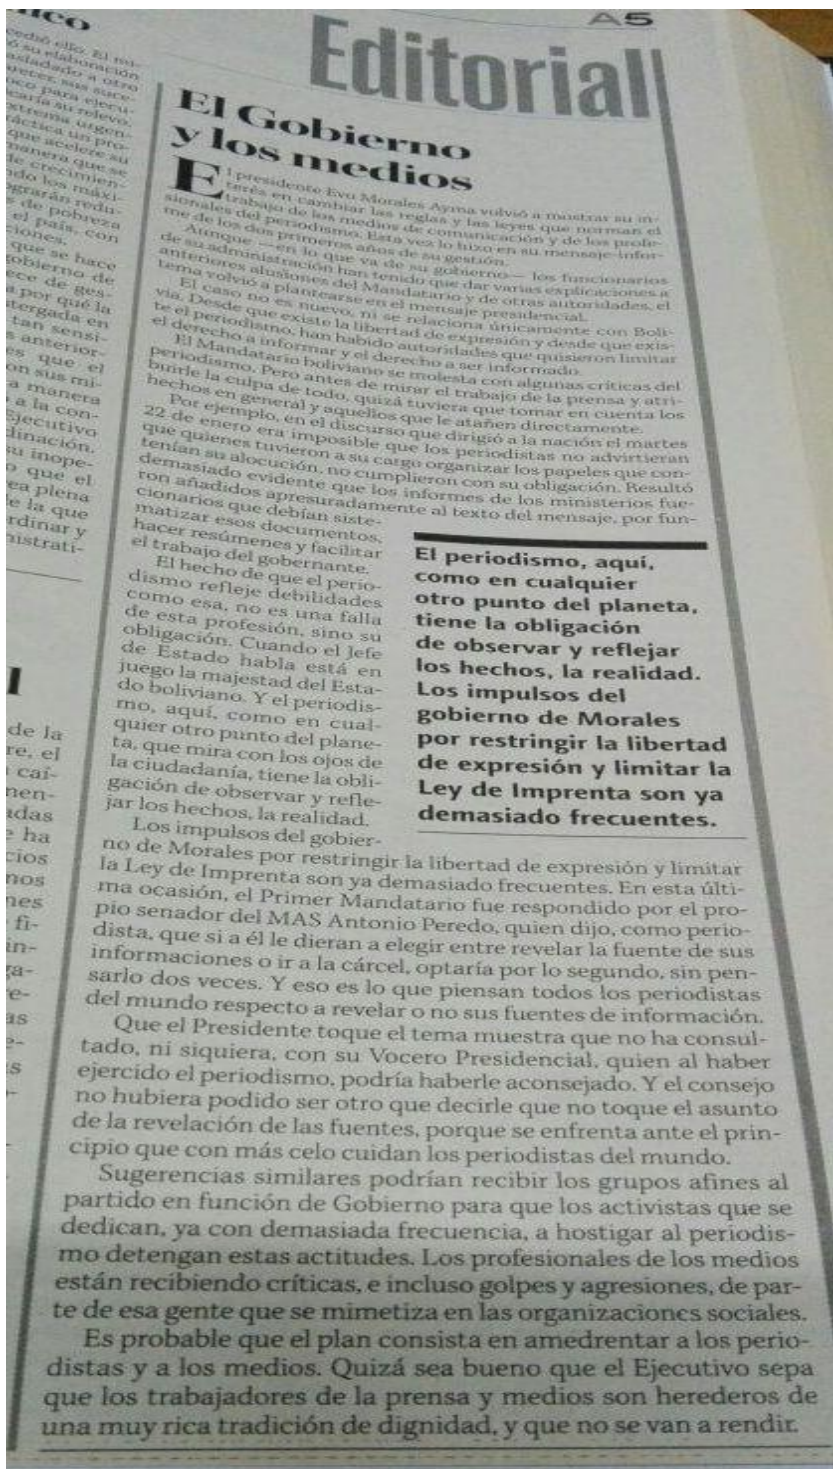 A5
Editorial
El Gobierno
y los medios
El presidente Evo Morales Ayma volvió a mostrar su in-
terés en cambiar las reglas y las leyes que norman el
trabajo de los medios de comunicación y de los profe-
sionales del periodismo. Esta vez lo hizo en su mensaje-infor-
me de los dos primeros años de su gestión.
Aunque —en lo que va de su gobierno— los funcionarios
de su administración han tenido que dar varias explicaciones a
anteriores alusiones del Mandatario y de otras autoridades, el
tema volvió a plantearse en el mensaje presidencial.
El caso no es nuevo, ni se relaciona únicamente con Boli-
via. Desde que existe la libertad de expresión y desde que exis-
te el periodismo, han habido autoridades que quisieron limitar
el derecho a informar y el derecho a ser informado.
El Mandatario boliviano se molesta con algunas críticas del
periodismo. Pero antes de mirar el trabajo de la prensa y atri-
buirle la culpa de todo, quizá tuviera que tomar en cuenta los
hechos en general y aquellos que le atañen directamente.
Por ejemplo, en el discurso que dirigió a la nación el martes
22 de enero era imposible que los periodistas no advirtieran
que quienes tuvieron a su cargo organizar los papeles que con-
tenían su alocución, no cumplieron con su obligación. Resultó
demasiado evidente que los informes de los ministerios fue-
ron añadidos apresuradamente al texto del mensaje, por fun-
cionarios que debían siste-
matizar esos documentos,
hacer resúmenes y facilitar
el trabajo del gobernante.
El hecho de que el perio-
dismo refleje debilidades
como esa, no es una falla
de esta profesión, sino su
obligación. Cuando el Jefe
de Estado habla está en
juego la majestad del Esta-
do boliviano. Y el periodis-
mo, aquí, como en cual-
quier otro punto del plane-
ta, que mira con los ojos de
la ciudadanía, tiene la obli-
gación de observar y refle-
jar los hechos, la realidad.
El periodismo, aquí,
como en cualquier
otro punto del planeta,
tiene la obligación
de observar y reflejar
los hechos, la realidad.
Los impulsos del
gobierno de Morales
por restringir la libertad
de expresión y limitar la
Ley de Imprenta son ya
demasiado frecuentes.
Los impulsos del gobier-
no de Morales por restringir la libertad de expresión y limitar
la Ley de Imprenta son ya demasiado frecuentes. En esta últi-
ma ocasión, el Primer Mandatario fue respondido por el pro-
pio senador del MAS Antonio Peredo, quien dijo, como perio-
dista, que si a él le dieran a elegir entre revelar la fuente de sus
informaciones o ir a la cárcel, optaría por lo segundo, sin pen-
sarlo dos veces. Y eso es lo que piensan todos los periodistas
del mundo respecto a revelar o no sus fuentes de información.
Que el Presidente toque el tema muestra que no ha consul-
tado, ni siquiera, con su Vocero Presidencial, quien al haber
ejercido el periodismo, podría haberle aconsejado. Y el consejo
no hubiera podido ser otro que decirle que no toque el asunto
de la revelación de las fuentes, porque se enfrenta ante el prin-
cipio que con más celo cuidan los periodistas del mundo.
Sugerencias similares podrían recibir los grupos afines al
partido en función de Gobierno para que los activistas que se
dedican, ya con demasiada frecuencia, a hostigar al periodis-
mo detengan estas actitudes. Los profesionales de los medios
están recibiendo críticas, e incluso golpes y agresiones, de par-
te de esa gente que se mimetiza en las organizaciones sociales.
Es probable que el plan consista en amedrentar a los perio-
distas y a los medios. Quizá sea bueno que el Ejecutivo sepa
que los trabajadores de la prensa y medios son herederos de
una muy rica tradición de dignidad, y que no se van a rendir.